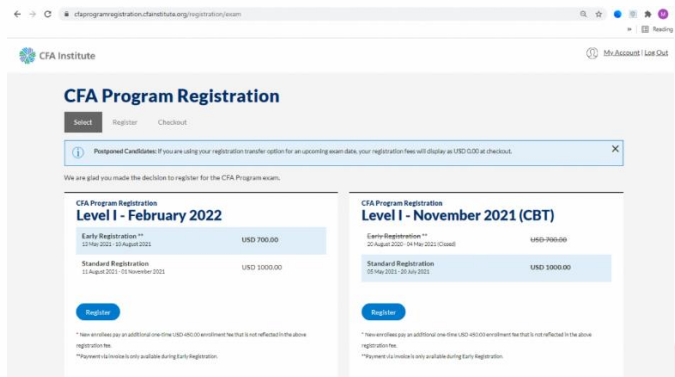 cfaprogramregistration.cfainstitute.org/registration/exam
M
» Reading
CFA Institute
My Account | Log Out
CFA Program Registration
Select Register Checkout
Postponed Candidates: If you are using your registration transfer option for an upcoming exam date, your registration fees will display as USD 0.00 at checkout.
We are glad you made the decision to register for the CFA Program exam.
CFA Program Registration
Level I - February 2022
Early Registration ** USD 700.00
13 May 2021 - 10 August 2021
Standard Registration USD 1000.00
11 August 2021 - 01 November 2021
Register
* New enrollees pay an additional one-time USD 450.00 enrollment fee that is not reflected in the above
registration fee.
**Payment via invoice is only available during Early Registration.
CFA Program Registration
Level I - November 2021 (CBT)
Early Registration ** USD 700.00
20 August 2020 - 04 May 2021 (Closed)
Standard Registration USD 1000.00
05 May 2021 - 20 July 2021
Register
* New enrollees pay an additional one-time USD 450.00 enrollment fee that is not reflected in the above
registration fee.
**Payment via invoice is only available during Early Registration.